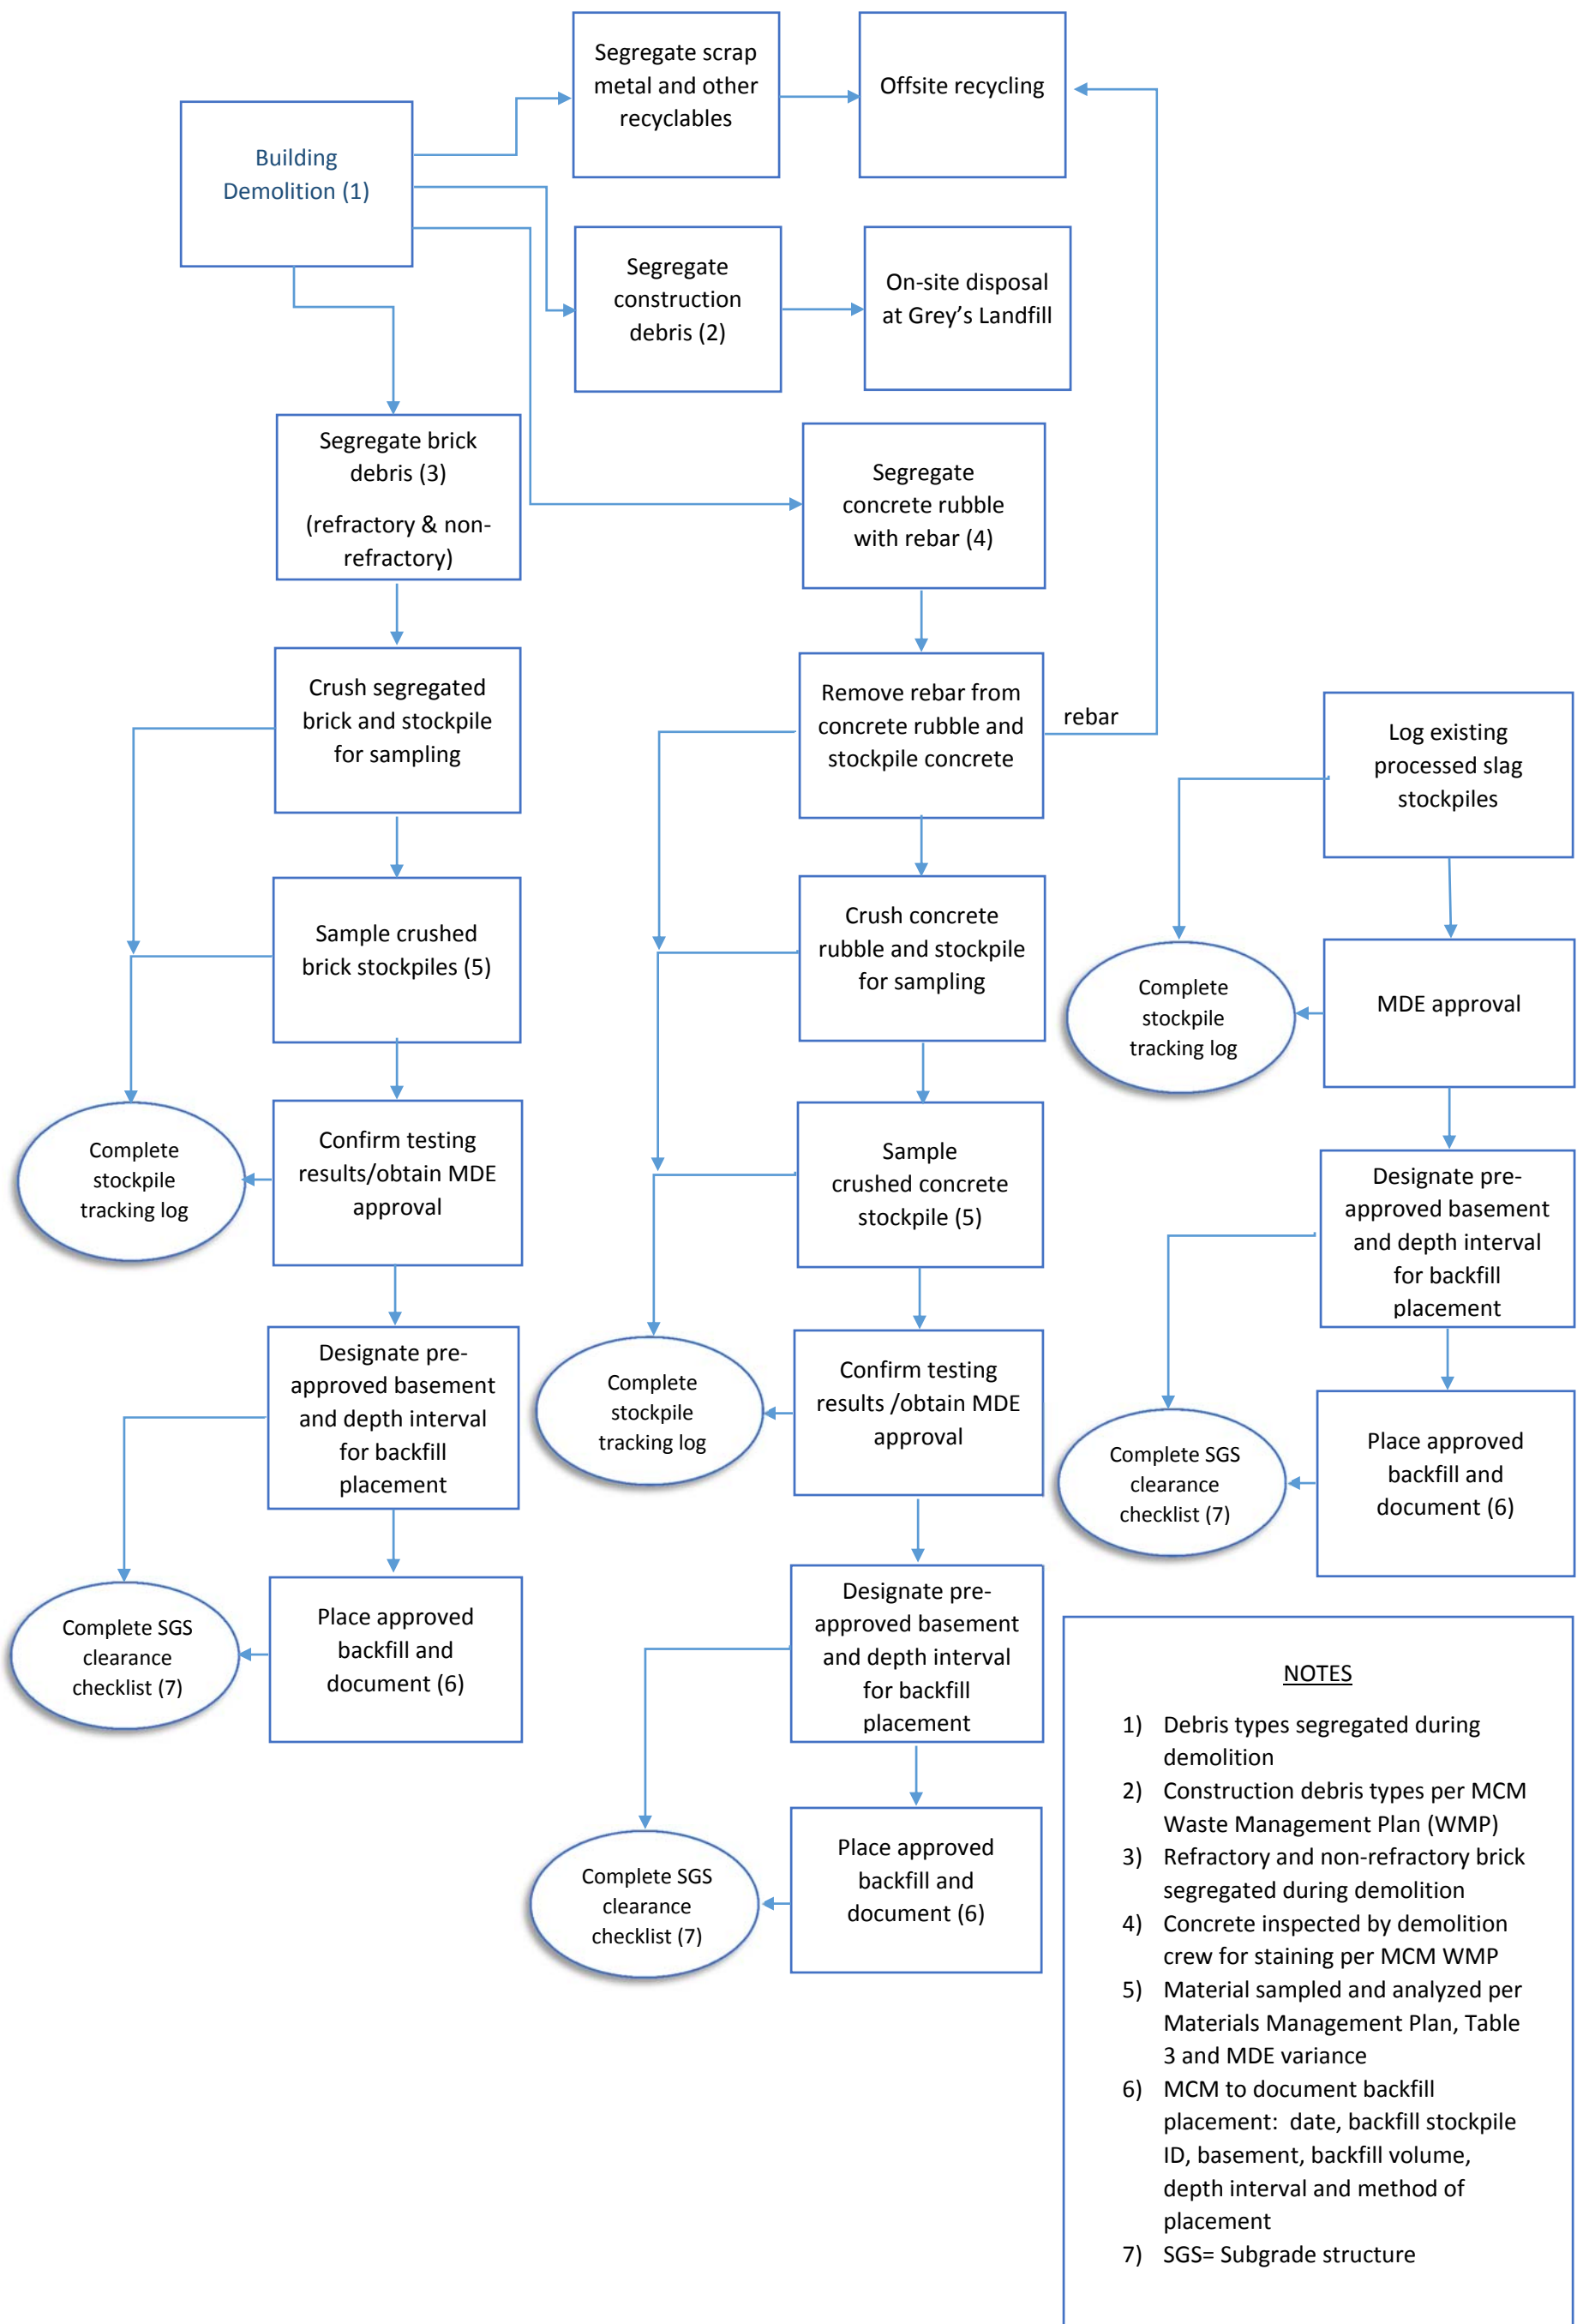 Segregate scrap
metal and other
recyclables
Offsite recycling
Building
Demolition (1)
Segregate
construction
debris (2)
On-site disposal
at Grey’s Landfill
Segregate brick
debris (3)
(refractory & non-
refractory)
Segregate
concrete rubble
with rebar (4)
Crush segregated
brick and stockpile
for sampling
Remove rebar from
concrete rubble and
stockpile concrete
rebar
Log existing
processed slag
stockpiles
Sample crushed
brick stockpiles (5)
Crush concrete
rubble and stockpile
for sampling
Complete
stockpile
tracking log
MDE approval
Complete
stockpile
tracking log
Confirm testing
results/obtain MDE
approval
Sample
crushed concrete
stockpile (5)
Designate pre-
approved basement
and depth interval
for backfill
placement
Designate pre-
approved basement
and depth interval
for backfill
placement
Complete
stockpile
tracking log
Confirm testing
results /obtain MDE
approval
Complete SGS
clearance
checklist (7)
Place approved
backfill and
document (6)
Complete SGS
clearance
checklist (7)
Place approved
backfill and
document (6)
Designate pre-
approved basement
and depth interval
for backfill
placement
Complete SGS
clearance
checklist (7)
Place approved
backfill and
document (6)
NOTES
1) Debris types segregated during
demolition
2) Construction debris types per MCM
Waste Management Plan (WMP)
3) Refractory and non-refractory brick
segregated during demolition
4) Concrete inspected by demolition
crew for staining per MCM WMP
5) Material sampled and analyzed per
Materials Management Plan, Table
3 and MDE variance
6) MCM to document backfill
placement: date, backfill stockpile
ID, basement, backfill volume,
depth interval and method of
placement
7) SGS= Subgrade structure